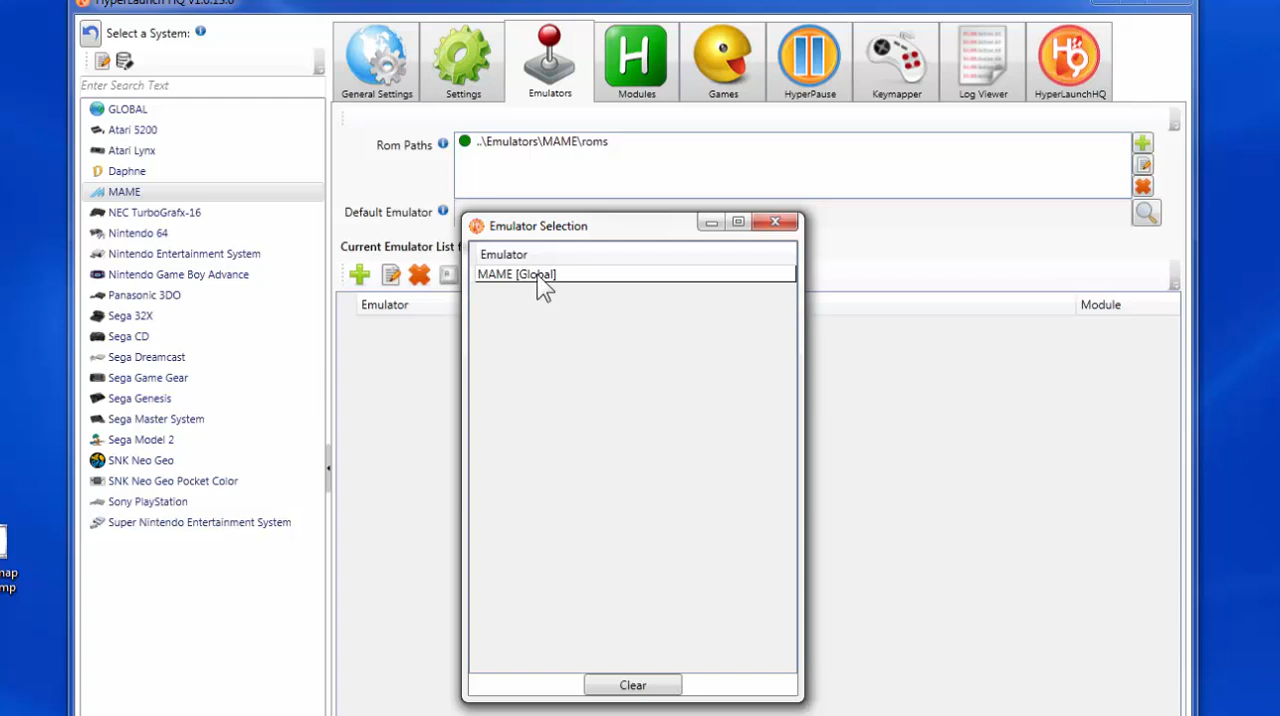 HyperLaunch HQ v1.0.15.0
Select a System:
Enter Search Text
GLOBAL
Atari 5200
Atari Lynx
Daphne
MAME
NEC TurboGrafx-16
Nintendo 64
Nintendo Entertainment System
Nintendo Game Boy Advance
Panasonic 3DO
Sega 32X
Sega CD
Sega Dreamcast
Sega Game Gear
Sega Genesis
Sega Master System
Sega Model 2
SNK Neo Geo
SNK Neo Geo Pocket Color
Sony PlayStation
Super Nintendo Entertainment System
General Settings
Settings
Emulators
Modules
Games
HyperPause
Keymapper
Log Viewer
HyperLaunchHQ
Rom Paths
..\Emulators\MAME\roms
Default Emulator
Current Emulator List f
Emulator
Module
Emulator Selection
Emulator
MAME [Global]
Clear
nap
mp